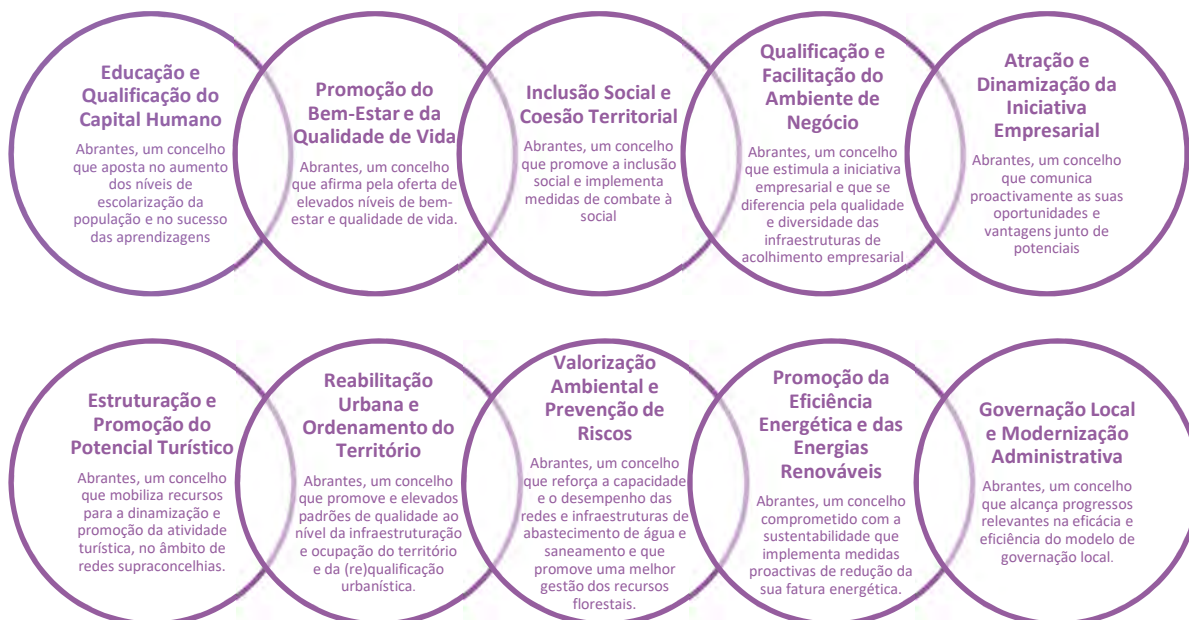 Educação e
Qualificação do
Capital Humano
Abrantes, um concelho
que aposta no aumento
dos níveis de
escolarização da
população e no sucesso
das aprendizagens
Promoção do
Bem-Estar e da
Qualidade de Vida
Abrantes, um concelho
que afirma pela oferta de
elevados níveis de bem-
estar e qualidade de vida.
Inclusão Social e
Coesão Territorial
Abrantes, um concelho
que promove a inclusão
social e implementa
medidas de combate à
social
Qualificação e
Facilitação do
Ambiente de
Negócio
Abrantes, um concelho
que estimula a iniciativa
empresarial e que se
diferencia pela qualidade
e diversidade das
infraestruturas de
acolhimento empresarial
Atração e
Dinamização da
Iniciativa
Empresarial
Abrantes, um concelho
que comunica
proactivamente as suas
oportunidades e
vantagens junto de
potenciais
Estruturação e
Promoção do
Potencial Turístico
Abrantes, um concelho
que mobiliza recursos
para a dinamização e
promoção da atividade
turística, no âmbito de
redes supraconcelhias.
Reabilitação
Urbana e
Ordenamento do
Território
Abrantes, um concelho
que promove e elevados
padrões de qualidade ao
nível da infraestruturação
e ocupação do território
e da (re)qualificação
urbanística.
Valorização
Ambiental e
Prevenção de
Riscos
Abrantes, um concelho
que reforça a capacidade
e o desempenho das
redes e infraestruturas de
abastecimento de água e
saneamento e que
promove uma melhor
gestão dos recursos
florestais.
Promoção da
Eficiência
Energética e das
Energias
Renováveis
Abrantes, um concelho
comprometido com a
sustentabilidade que
implementa medidas
proactivas de redução da
sua fatura energética.
Governação Local
e Modernização
Administrativa
Abrantes, um concelho
que alcança progressos
relevantes na eficácia e
eficiência do modelo de
governação local.